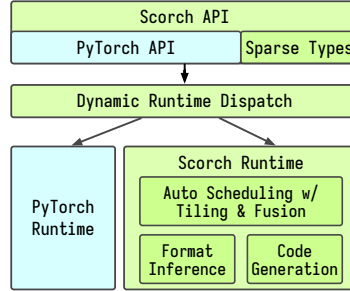 Scorch API
PyTorch API
Sparse Types
Dynamic Runtime Dispatch
PyTorch
Runtime
Scorch Runtime
Auto Scheduling w/
Tiling & Fusion
Format
Inference
Code
Generation